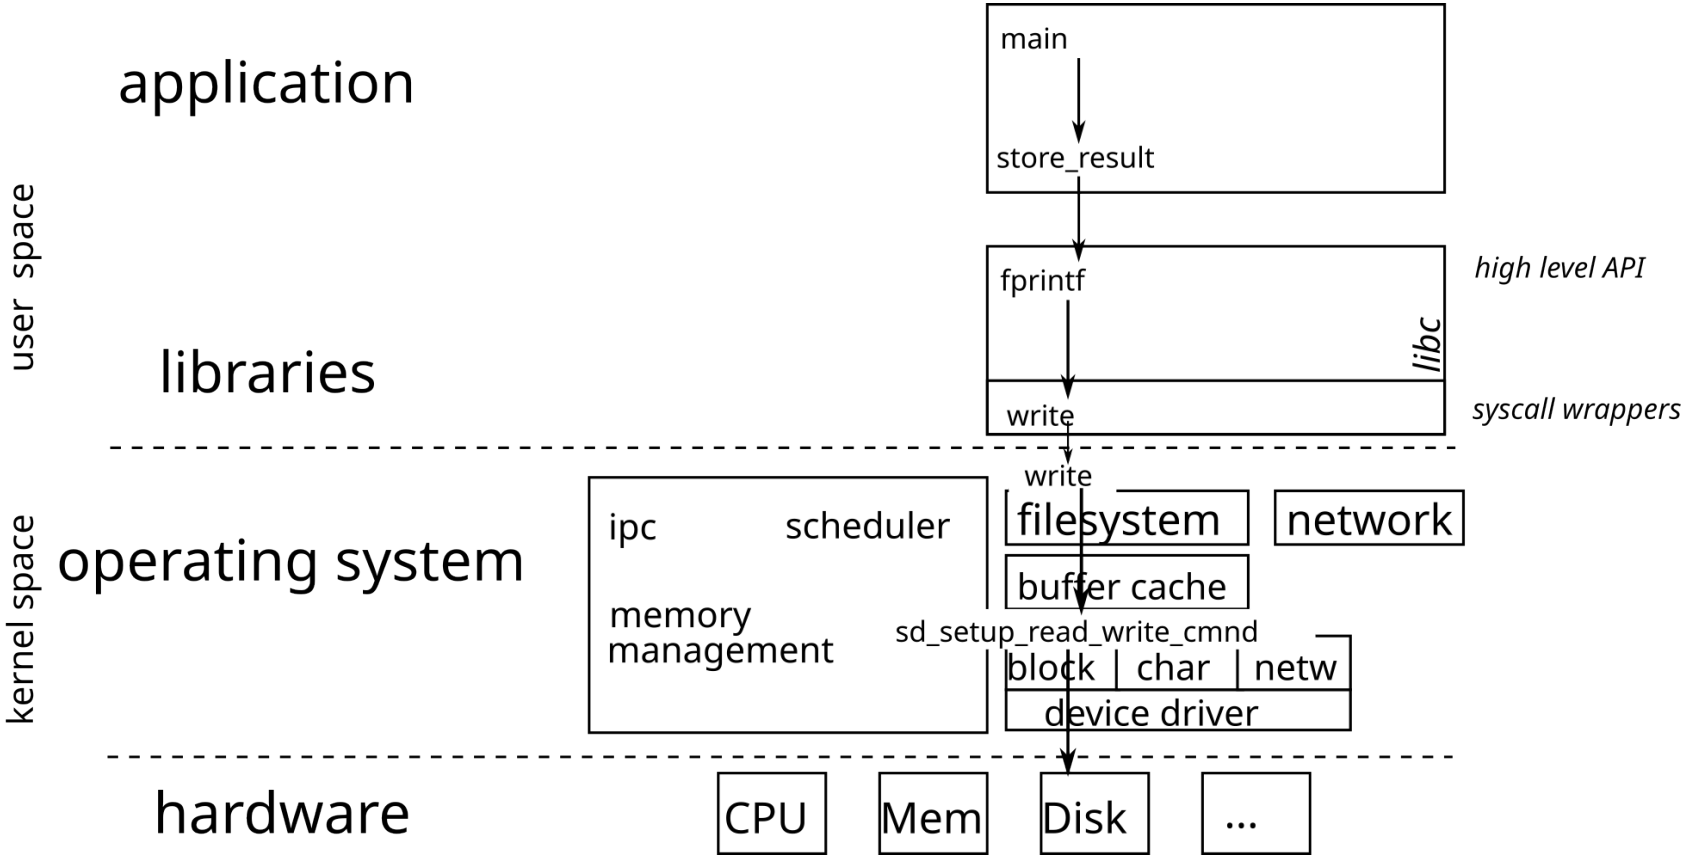 main
application
store_result
user space
fprintf
high level API
libc
libraries
write
syscall wrappers
write
ipc
scheduler
filesystem
network
operating system
kernel space
buffer cache
memory
management
sd_setup_read_write_cmnd
block
char
netw
device driver
hardware
CPU
Mem
Disk
...